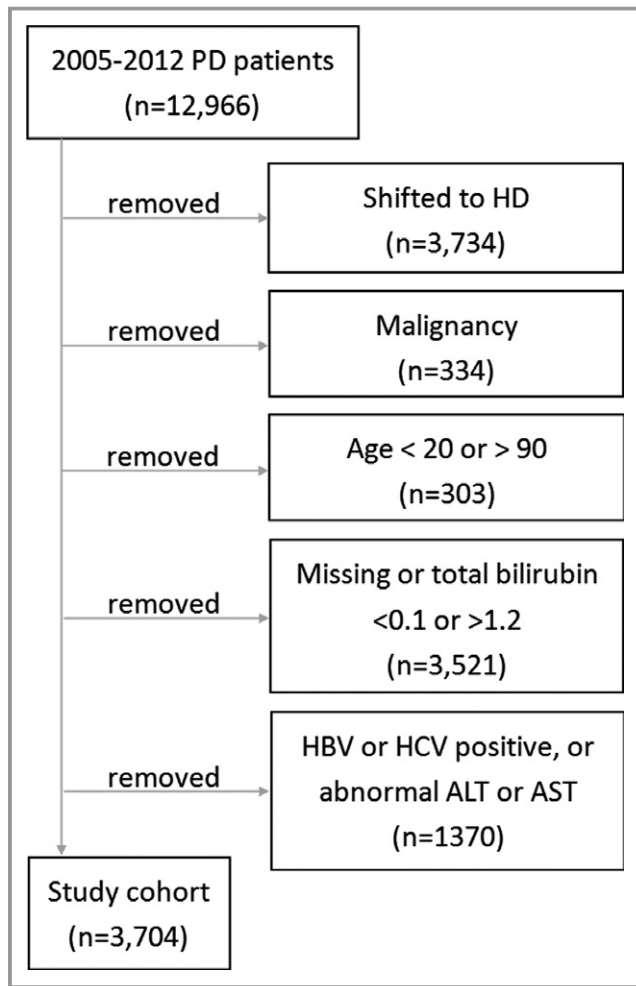 2005-2012 PD patients
(n=12,966)
removed
Shifted to HD
(n=3,734)
removed
Malignancy
(n=334)
removed
Age < 20 or > 90
(n=303)
removed
Missing or total bilirubin
<0.1 or >1.2
(n=3,521)
removed
HBV or HCV positive, or
abnormal ALT or AST
(n=1370)
Study cohort
(n=3,704)